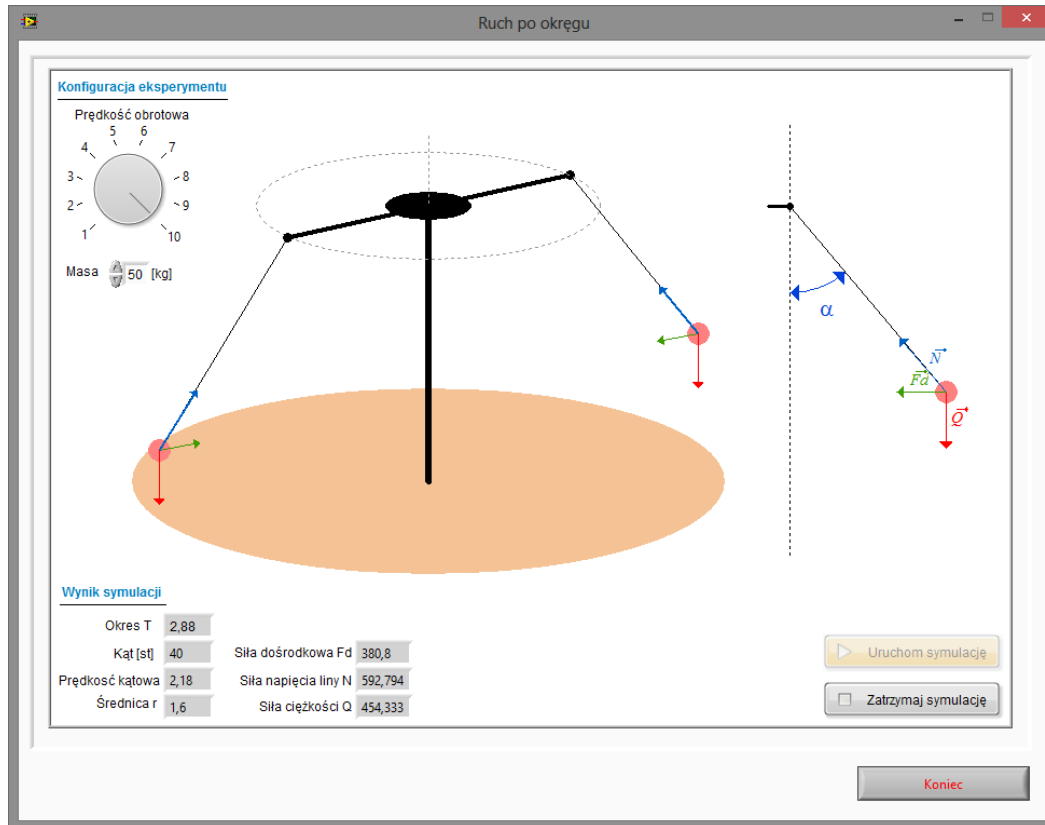 Ruch po okręgu
Konfiguracja eksperymentu
Prędkość obrotowa
1 2 3 4 5 6 7 8 9 10
Masa 50 [kg]
α
N
Fd
Q
Wynik symulacji
Okres T 2,88
Kąt [st] 40
Prędkosć kątowa 2,18
Średnica r 1,6
Siła dośrodkowa Fd 380,8
Siła napięcia liny N 592,794
Siła ciężkości Q 454,333
Uruchom symulację
Zatrzymaj symulację
Koniec